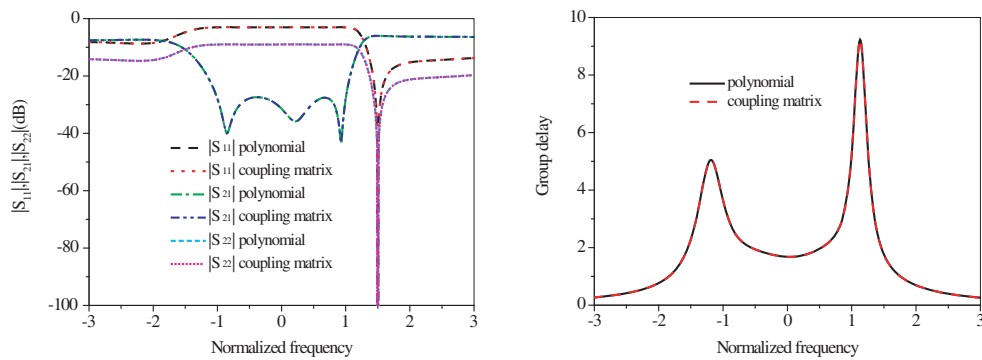 0
-20
-40
-60
-80
-100
-3 -2 -1 0 1 2 3
Normalized frequency
|S11|,|S21|,|S22|(dB)
|S11| polynomial
|S11| coupling matrix
|S21| polynomial
|S21| coupling matrix
|S22| polynomial
|S22| coupling matrix
10
8
6
4
2
0
-3 -2 -1 0 1 2 3
Normalized frequency
Group delay
polynomial
coupling matrix